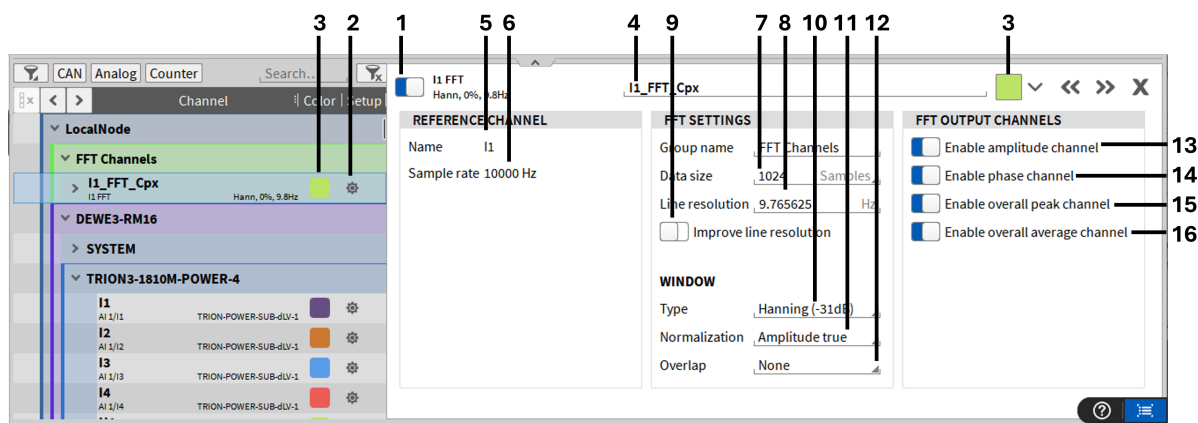 3 2 1 5 6 4 9 7 8 10 11 12 3
CAN Analog Counter Search..
Channel Color Setup
LocalNode
FFT Channels
I1_FFT_Cpx
I1 FFT Hann, 0%, 9.8Hz
DEWE3-RM16
SYSTEM
TRION3-1810M-POWER-4
I1
AI 1/I1 TRION-POWER-SUB-dLV-1
I2
AI 1/I2 TRION-POWER-SUB-dLV-1
I3
AI 1/I3 TRION-POWER-SUB-dLV-1
I4
AI 1/I4 TRION-POWER-SUB-dLV-1
I1 FFT
Hann, 0%, 9.8Hz
I1_FFT_Cpx
REFERENCE CHANNEL
Name I1
Sample rate 10000 Hz
FFT SETTINGS
Group name FFT Channels
Data size 1024 Samples
Line resolution 9.765625 Hz
Improve line resolution
WINDOW
Type Hanning (-31dB)
Normalization Amplitude true
Overlap None
FFT OUTPUT CHANNELS
Enable amplitude channel 13
Enable phase channel 14
Enable overall peak channel 15
Enable overall average channel 16